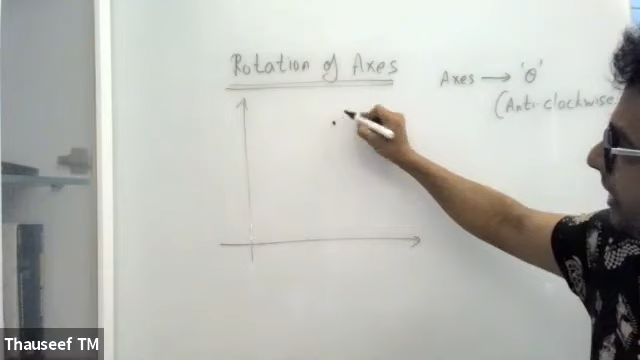 Rotation of Axes
Axes → 'θ'
(Anti-clockwise
Thauseef TM